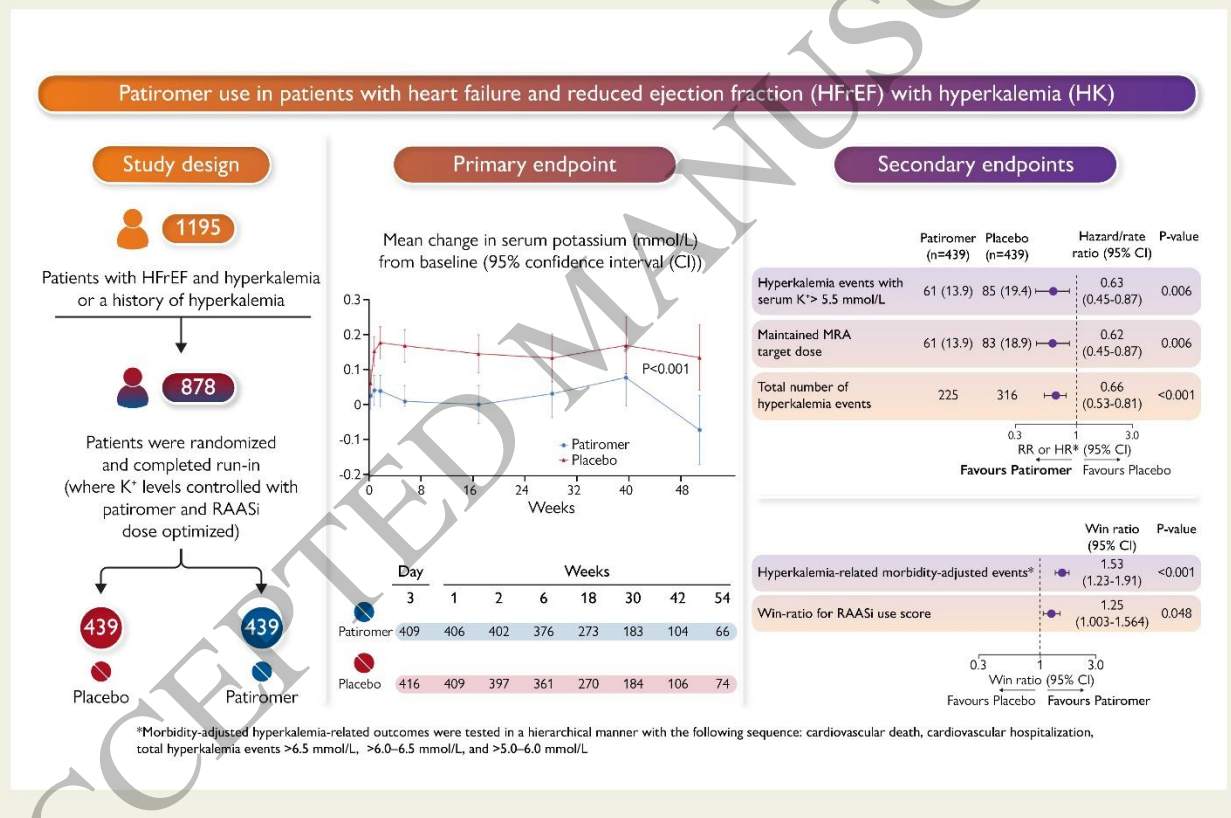 Patiromer use in patients with heart failure and reduced ejection fraction (HFrEF) with hyperkalemia (HK)
Study design
1195
Patients with HFrEF and hyperkalemia
or a history of hyperkalemia
878
Patients were randomized
and completed run-in
(where K⁺ levels controlled with
patiromer and RAASi
dose optimized)
439
439
Placebo
Patiromer
Primary endpoint
Mean change in serum potassium (mmol/L)
from baseline (95% confidence interval (CI))
0.3
0.2
0.1
0
-0.1
-0.2
P<0.001
Patiromer
Placebo
0 8 16 24 32 40 48
Weeks
Day Weeks
3 1 2 6 18 30 42 54
Patiromer 409 406 402 376 273 183 104 66
Placebo 416 409 397 361 270 184 106 74
Secondary endpoints
Patiromer Placebo Hazard/rate P-value
(n=439) (n=439) ratio (95% CI)
Hyperkalemia events with
serum K⁺> 5.5 mmol/L 61 (13.9) 85 (19.4) 0.63 (0.45-0.87) 0.006
Maintained MRA
target dose 61 (13.9) 83 (18.9) 0.62 (0.45-0.87) 0.006
Total number of
hyperkalemia events 225 316 0.66 (0.53-0.81) <0.001
0.3 1 3.0
RR or HR* (95% CI)
Favours Patiromer Favours Placebo
Win ratio P-value
(95% CI)
Hyperkalemia-related morbidity-adjusted events* 1.53 (1.23-1.91) <0.001
Win-ratio for RAASi use score 1.25 (1.003-1.564) 0.048
0.3 1 3.0
Win ratio (95% CI)
Favours Placebo Favours Patiromer
*Morbidity-adjusted hyperkalemia-related outcomes were tested in a hierarchical manner with the following sequence: cardiovascular death, cardiovascular hospitalization,
total hyperkalemia events >6.5 mmol/L, >6.0–6.5 mmol/L, and >5.0–6.0 mmol/L
CCEPTED MANUSC